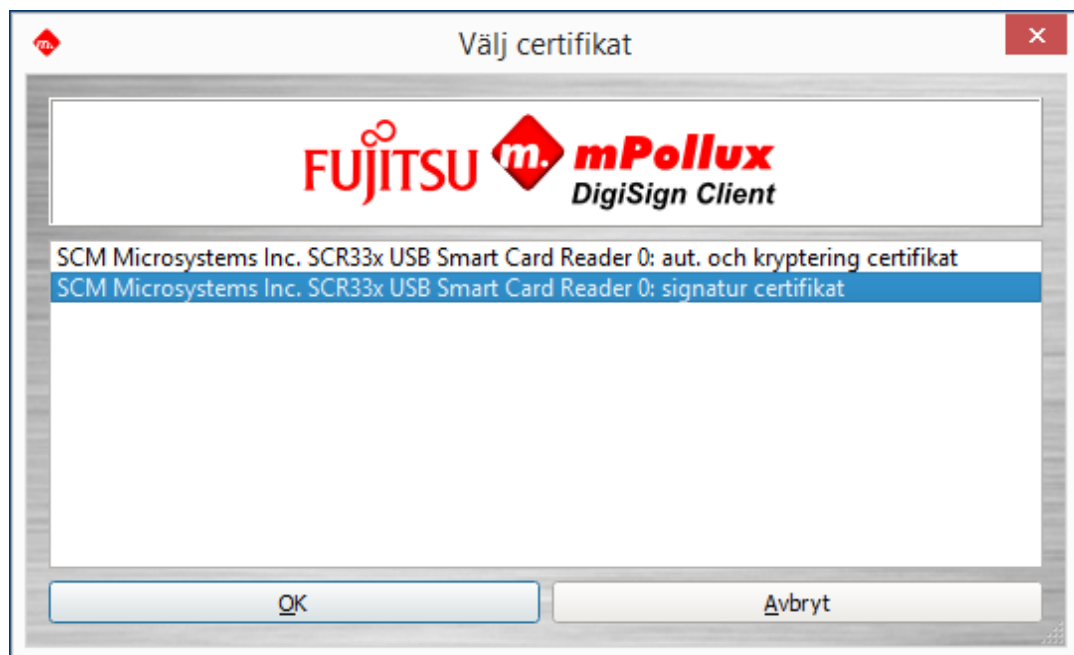 m.
Välj certifikat
FUJITSU m. mPollux
DigiSign Client
SCM Microsystems Inc. SCR33x USB Smart Card Reader 0: aut. och kryptering certifikat
SCM Microsystems Inc. SCR33x USB Smart Card Reader 0: signatur certifikat
OK
Avbryt